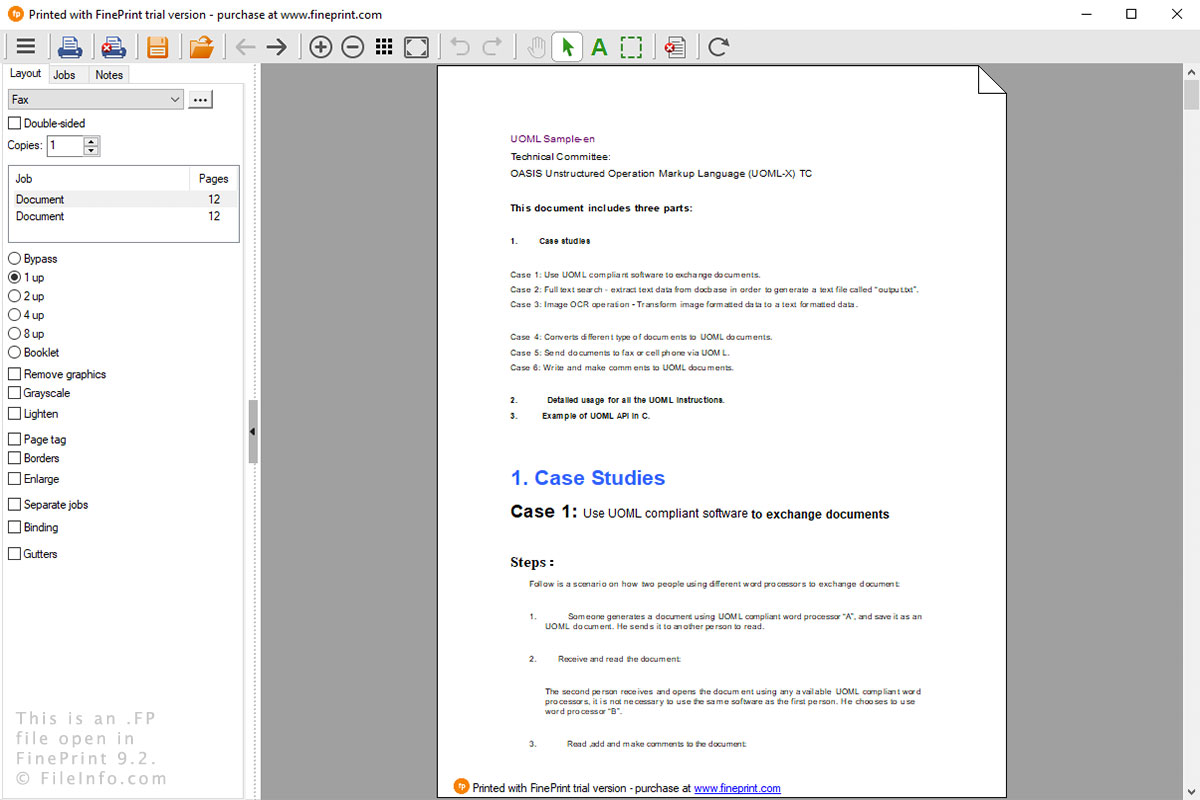 Printed with FinePrint trial version - purchase at www.fineprint.com
Layout Jobs Notes
Fax
Double-sided
Copies: 1
Job Pages
Document 12
Document 12
Bypass
1 up
2 up
4 up
8 up
Booklet
Remove graphics
Grayscale
Lighten
Page tag
Borders
Enlarge
Separate jobs
Binding
Gutters
This is an .FP
file open in
FinePrint 9.2.
© FileInfo.com
UOML Sample-en
Technical Committee:
OASIS Unstructured Operation Markup Language (UOML-X) TC
This document includes three parts:
1. Case studies
Case 1: Use UOML compliant software to exchange documents.
Case 2: Full text search - extract text data from docbase in order to generate a text file called “output.txt”.
Case 3: Image OCR operation - Transform image formatted data to a text formatted data.
Case 4: Converts different type of documents to UOML documents.
Case 5: Send documents to fax or cell phone via UOML.
Case 6: Write and make comments to UOML documents.
2. Detailed usage for all the UOML instructions.
3. Example of UOML API in C.
1. Case Studies
Case 1: Use UOML compliant software to exchange documents
Steps :
Follow is a scenario on how two people using different word processors to exchange document:
1. Someone generates a document using UOML compliant word processor “A”, and save it as an
UOML document. He sends it to another person to read.
2. Receive and read the document:
The second person receives and opens the document using any available UOML compliant word
processors, it is not necessary to use the same software as the first person. He chooses to use
word processor “B”.
3. Read ,add and make comments to the document:
fp Printed with FinePrint trial version - purchase at www.fineprint.com